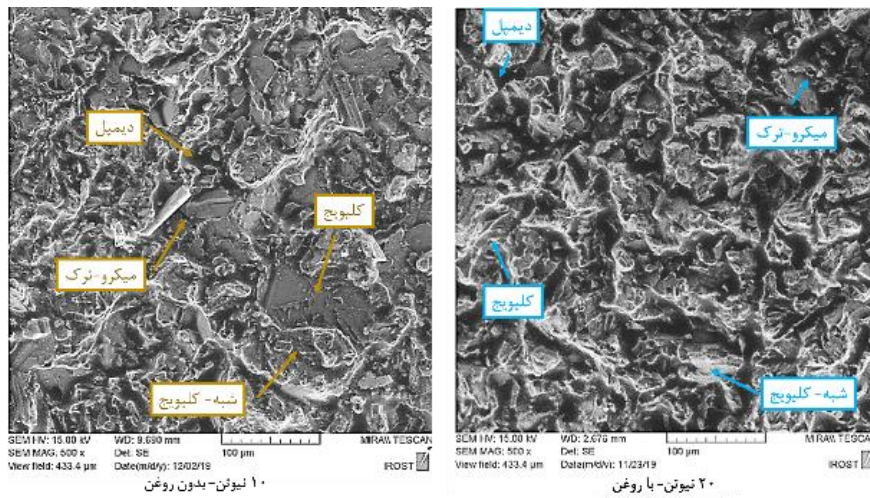 دیمپل
کلیویج
میکرو-ترک
شبه- کلیویج
SEM HV: 15.00 kV WD: 9.690 mm MIRA\\ TESCAN
SEM MAG: 500 x Det: SE 100 µm
View field: 433.4 µm Date(m/d/y): 12/02/19 IROST
۱۰ نیوتن-بدون روغن
دیمپل
میکرو-ترک
کلیویج
شبه- کلیویج
SEM HV: 15.00 kV WD: 2.676 mm MIRA\\ TESCAN
SEM MAG: 500 x Det: SE 100 µm
View field: 433.4 µm Date(m/d/y): 11/23/19 IROST
۲۰ نیوتن- با روغن